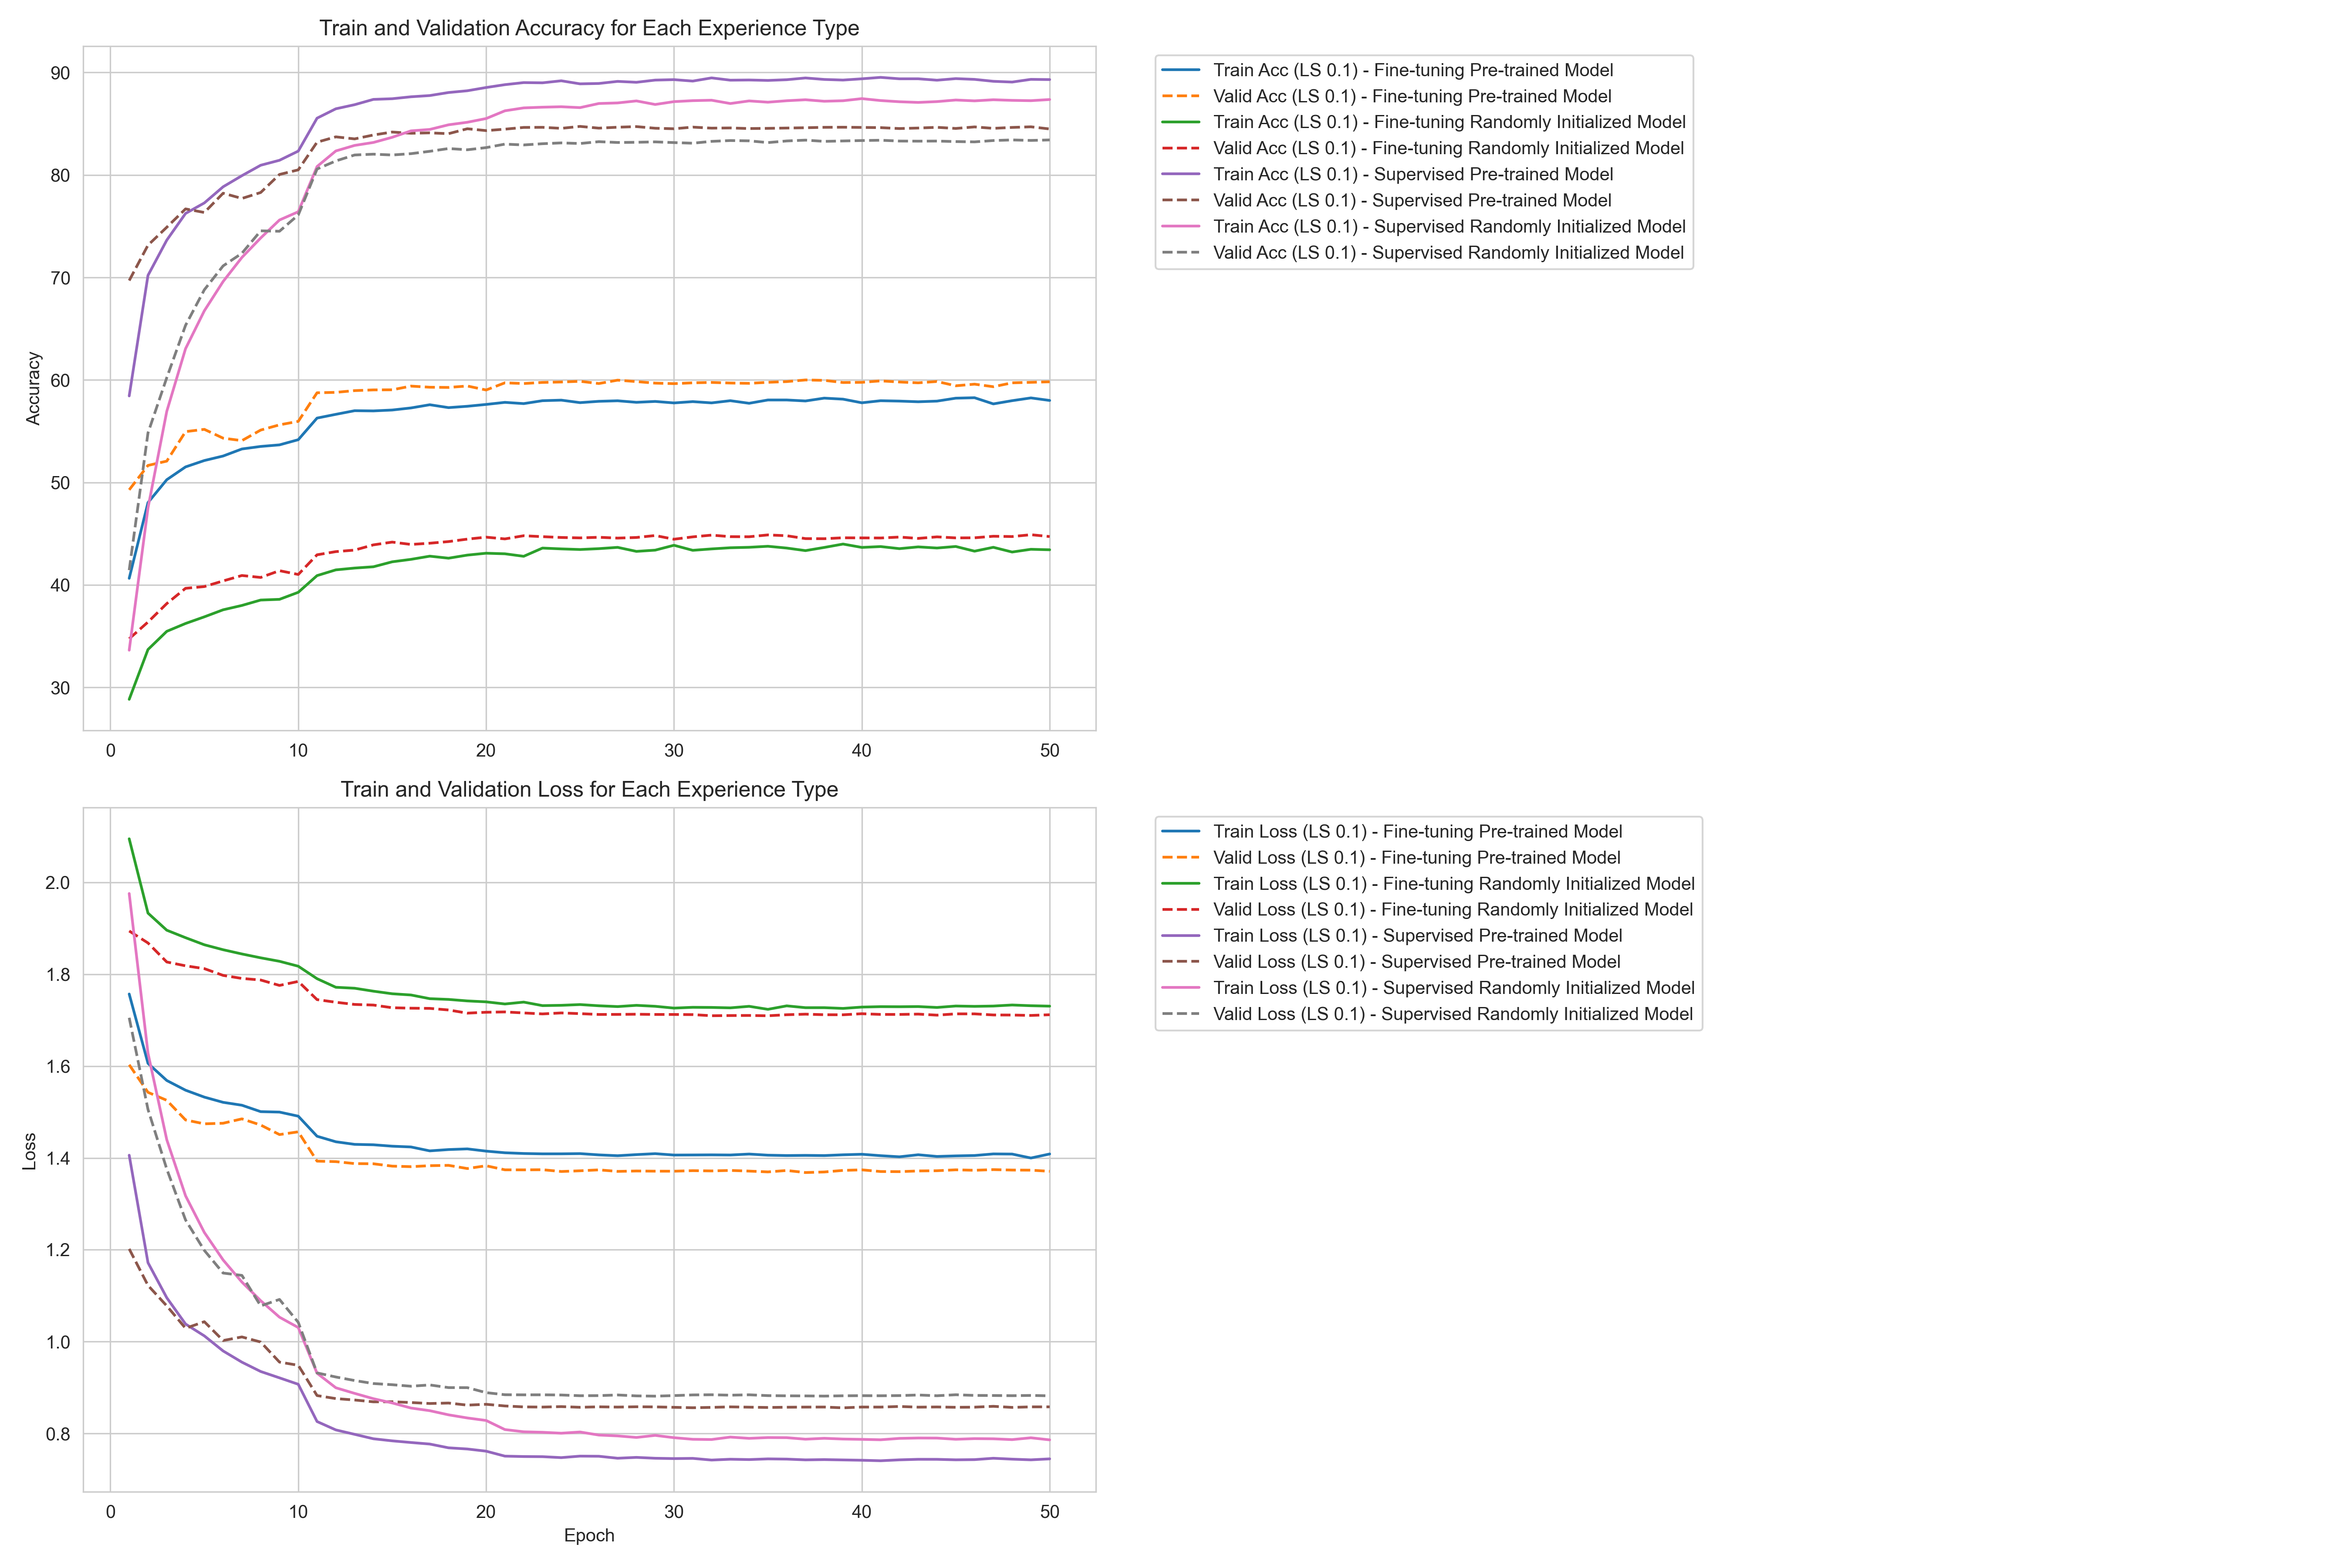 Train and Validation Accuracy for Each Experience Type
90
80
70
60
50
40
30
Accuracy
0 10 20 30 40 50
Train Acc (LS 0.1) - Fine-tuning Pre-trained Model
Valid Acc (LS 0.1) - Fine-tuning Pre-trained Model
Train Acc (LS 0.1) - Fine-tuning Randomly Initialized Model
Valid Acc (LS 0.1) - Fine-tuning Randomly Initialized Model
Train Acc (LS 0.1) - Supervised Pre-trained Model
Valid Acc (LS 0.1) - Supervised Pre-trained Model
Train Acc (LS 0.1) - Supervised Randomly Initialized Model
Valid Acc (LS 0.1) - Supervised Randomly Initialized Model
Train and Validation Loss for Each Experience Type
2.0
1.8
1.6
1.4
1.2
1.0
0.8
Loss
0 10 20 30 40 50
Epoch
Train Loss (LS 0.1) - Fine-tuning Pre-trained Model
Valid Loss (LS 0.1) - Fine-tuning Pre-trained Model
Train Loss (LS 0.1) - Fine-tuning Randomly Initialized Model
Valid Loss (LS 0.1) - Fine-tuning Randomly Initialized Model
Train Loss (LS 0.1) - Supervised Pre-trained Model
Valid Loss (LS 0.1) - Supervised Pre-trained Model
Train Loss (LS 0.1) - Supervised Randomly Initialized Model
Valid Loss (LS 0.1) - Supervised Randomly Initialized Model